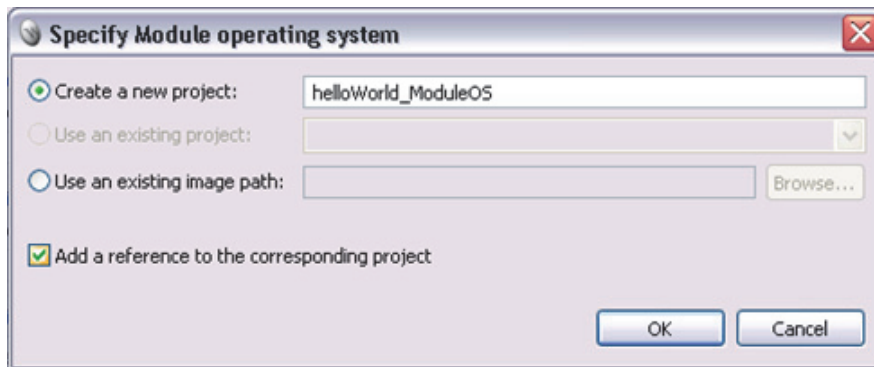 Specify Module operating system
Create a new project: helloWorld_ModuleOS
Use an existing project:
Use an existing image path: Browse...
Add a reference to the corresponding project
OK Cancel